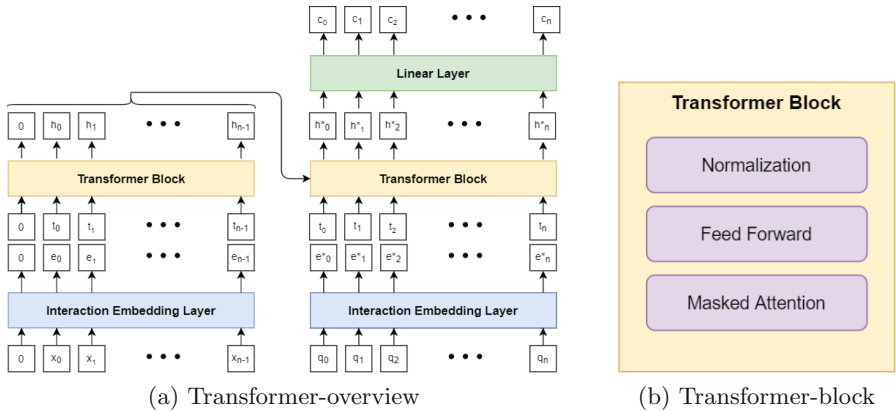 c₀ c₁ c₂ • • • cₙ
Linear Layer
0 h₀ h₁ • • • hₙ₋₁
h*₀ h*₁ h*₂ • • • h*ₙ
Transformer Block
Transformer Block
0 t₀ t₁ • • • tₙ₋₁
t₀ t₁ t₂ • • • tₙ
0 e₀ e₁ • • • eₙ₋₁
e*₀ e*₁ e*₂ • • • e*ₙ
Interaction Embedding Layer
Interaction Embedding Layer
0 x₀ x₁ • • • xₙ₋₁
q₀ q₁ q₂ • • • qₙ
(a) Transformer-overview
Transformer Block
Normalization
Feed Forward
Masked Attention
(b) Transformer-block